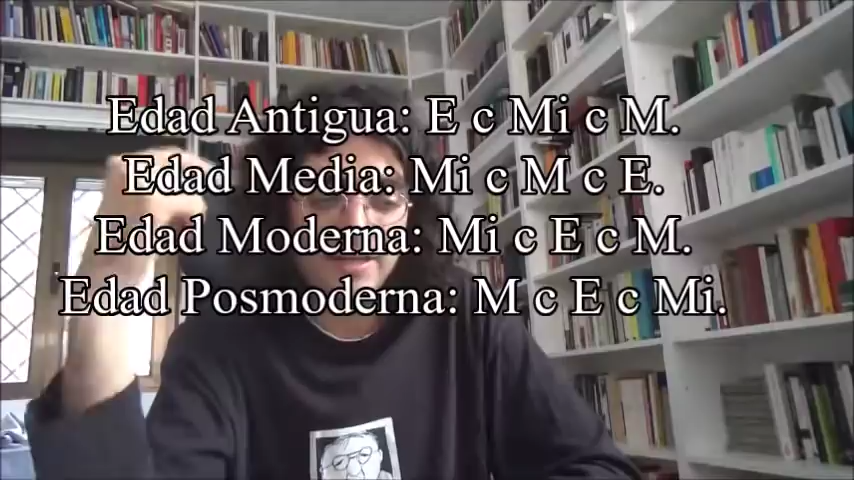 Edad Antigua: E c Mi c M.
Edad Media: Mi c M c E.
Edad Moderna: Mi c E c M.
Edad Posmoderna: M c E c Mi.